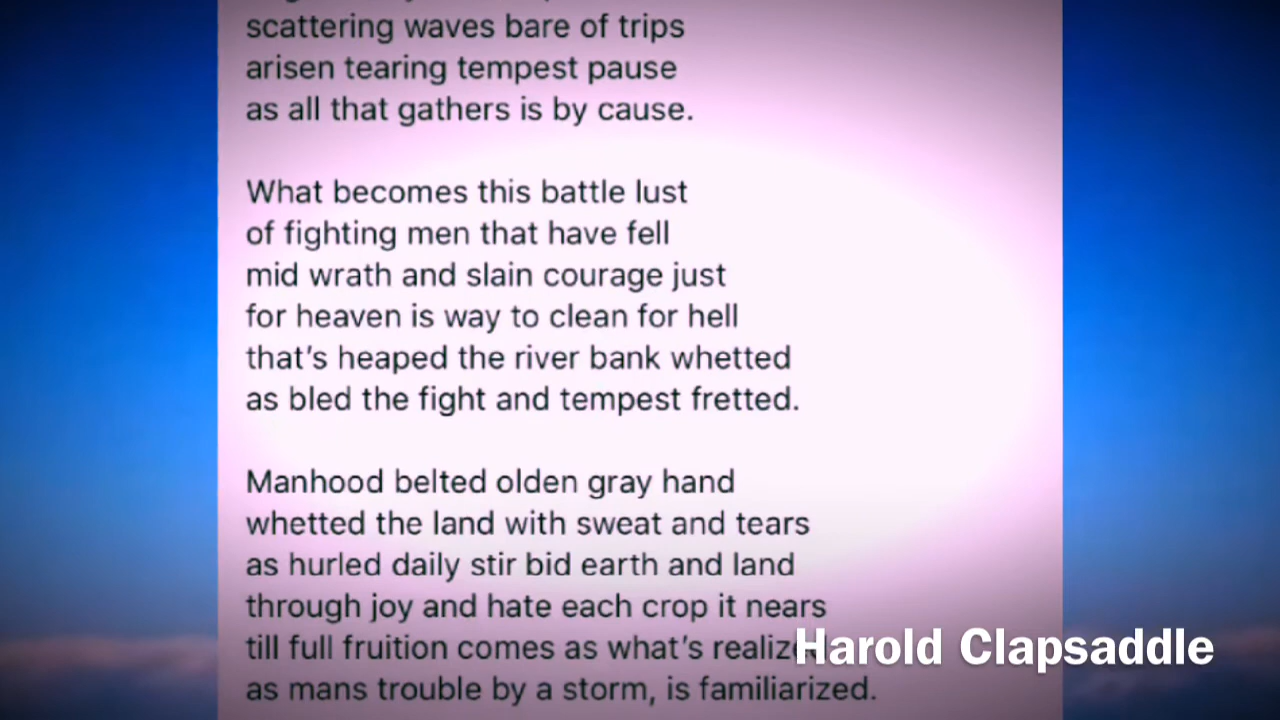 scattering waves bare of trips
arisen tearing tempest pause
as all that gathers is by cause.
What becomes this battle lust
of fighting men that have fell
mid wrath and slain courage just
for heaven is way to clean for hell
that's heaped the river bank whetted
as bled the fight and tempest fretted.
Manhood belted olden gray hand
whetted the land with sweat and tears
as hurled daily stir bid earth and land
through joy and hate each crop it nears
till full fruition comes as what's
Harold Clapsaddle
as mans trouble by a storm, is familiarized.